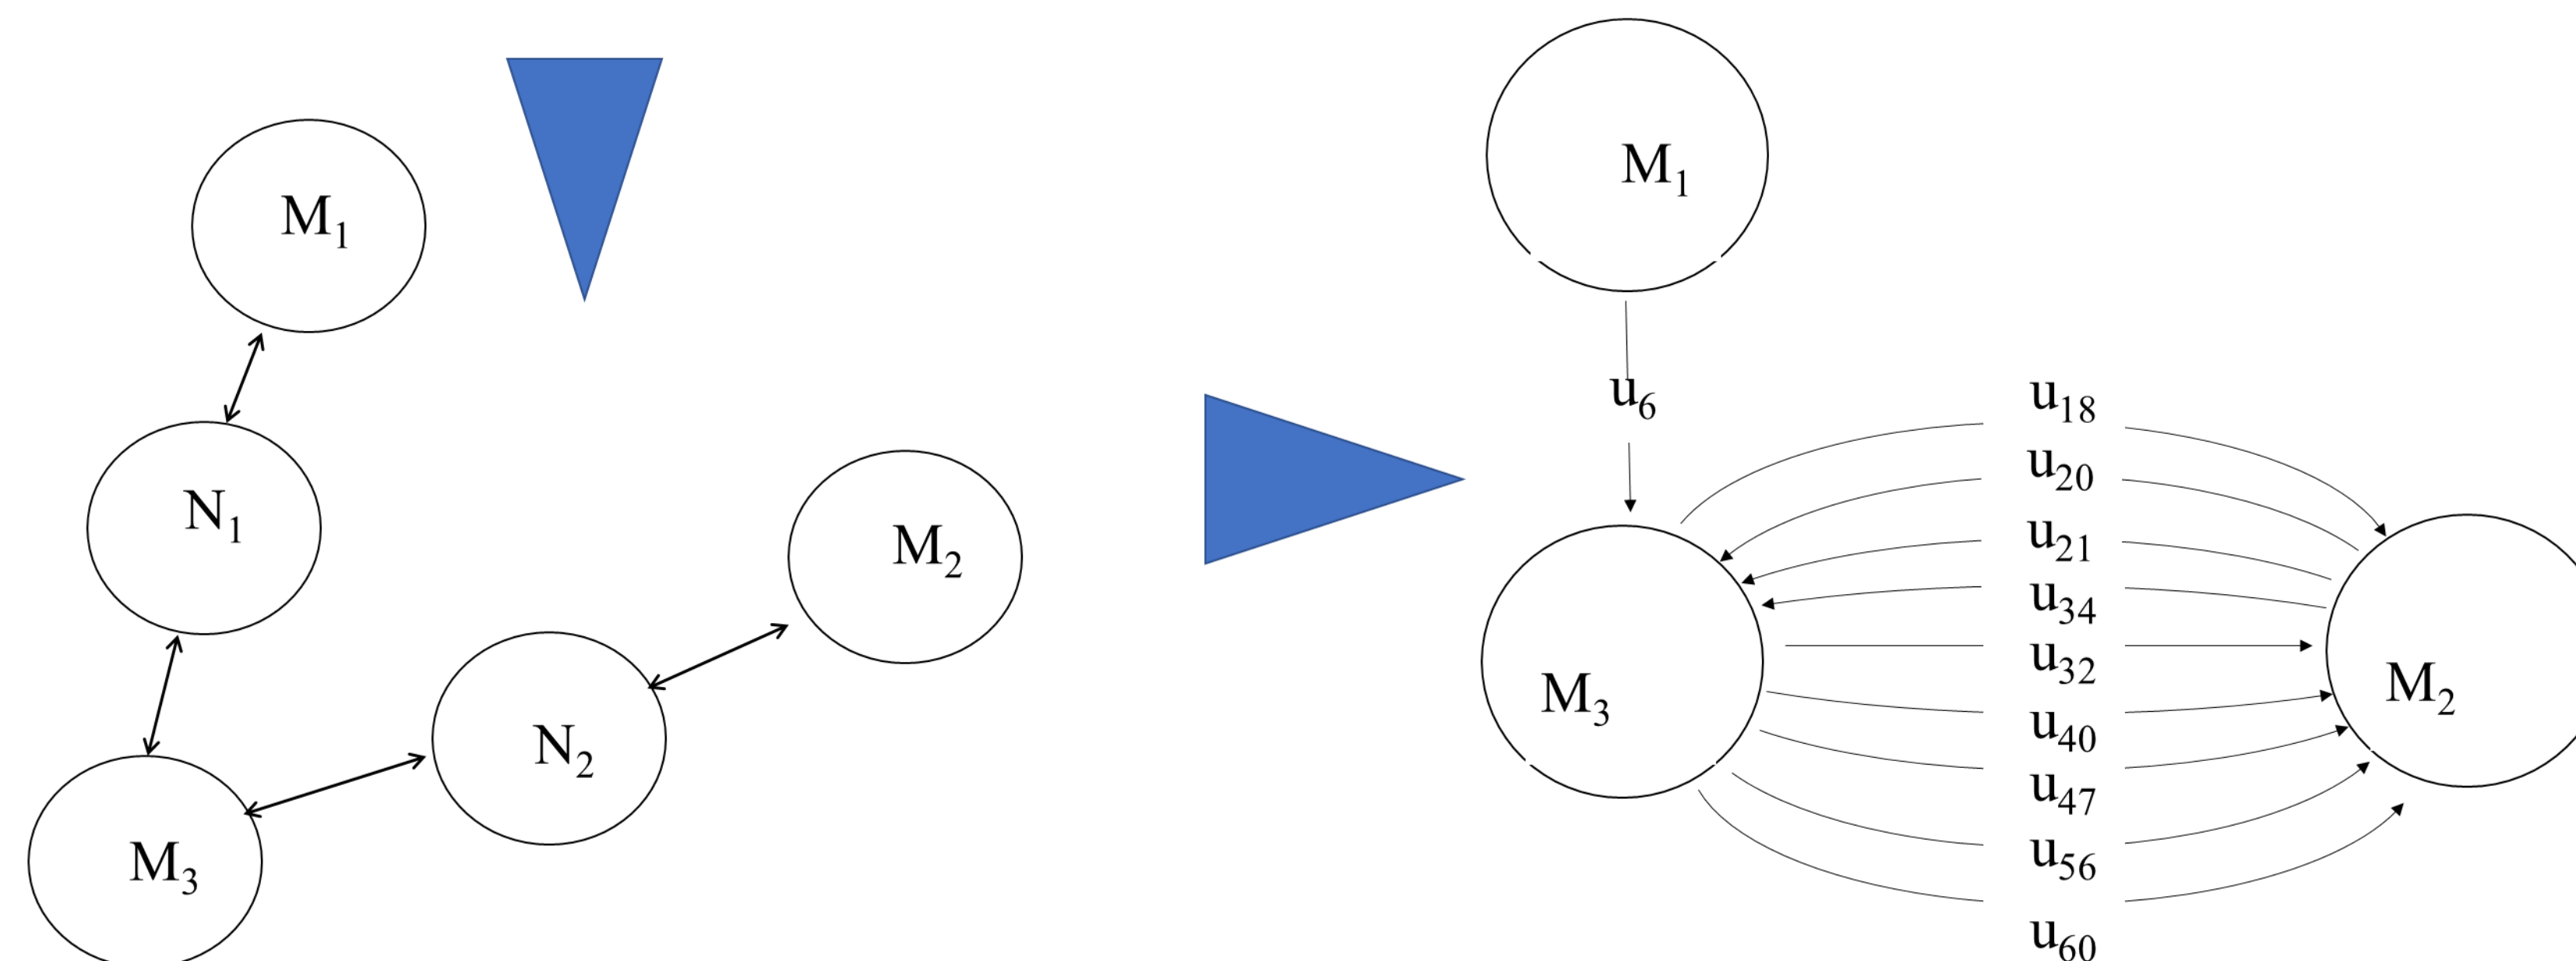 M₁
N₁
M₂
N₂
M₃
M₁
u₆
u₁₈
u₂₀
u₂₁
u₃₄
u₃₂
u₄₀
u₄₇
u₅₆
u₆₀
M₃
M₂